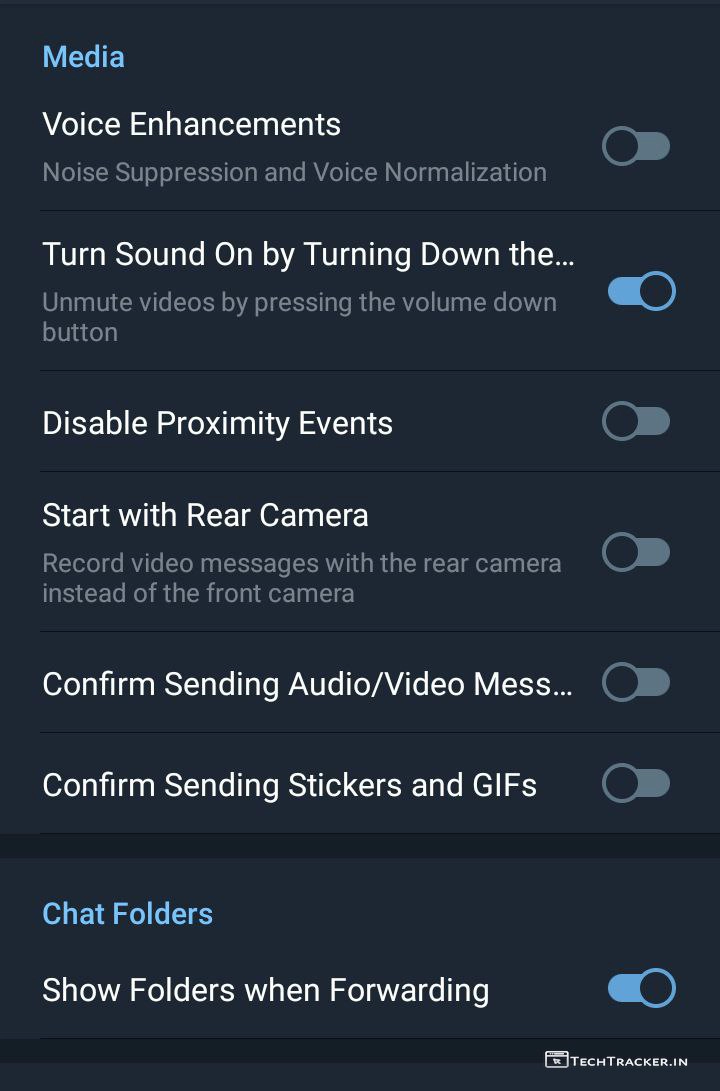 Media
Voice Enhancements
Noise Suppression and Voice Normalization
Turn Sound On by Turning Down the...
Unmute videos by pressing the volume down
button
Disable Proximity Events
Start with Rear Camera
Record video messages with the rear camera
instead of the front camera
Confirm Sending Audio/Video Mess...
Confirm Sending Stickers and GIFs
Chat Folders
Show Folders when Forwarding
TECHTRACKER.IN